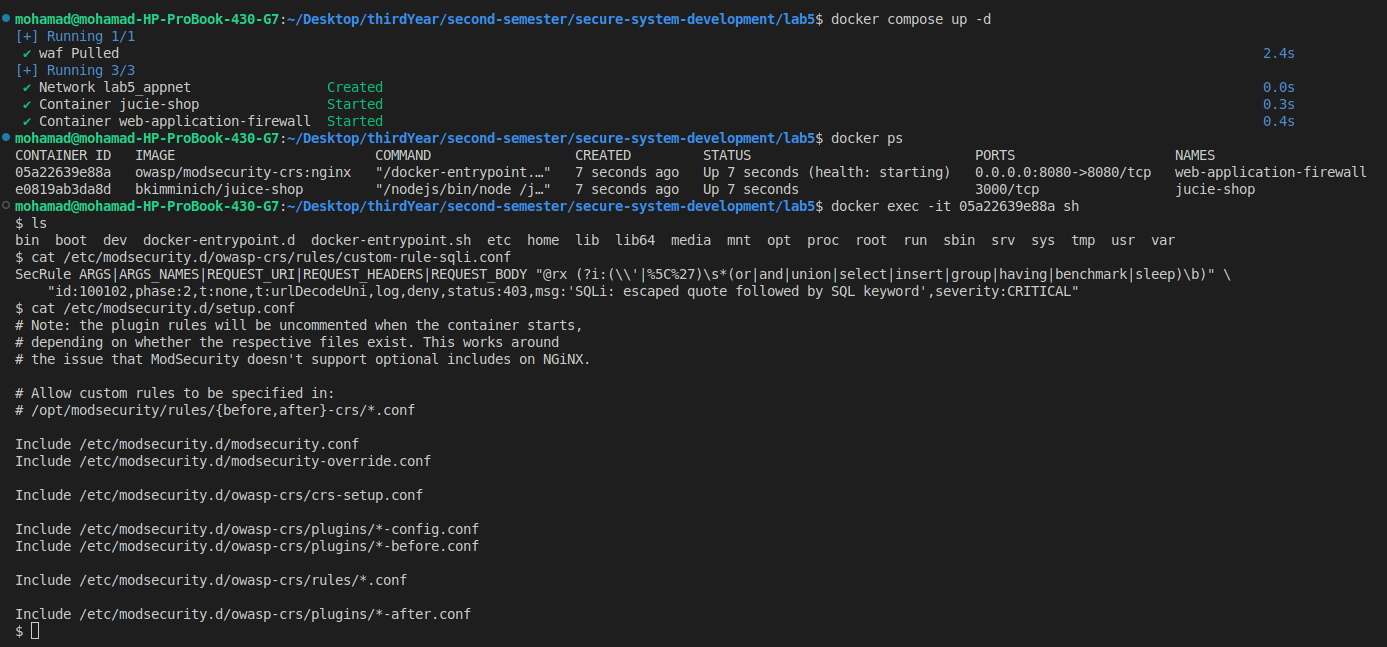 mohamad@mohamad-HP-ProBook-430-G7:~/Desktop/thirdYear/second-semester/secure-system-development/lab5$ docker compose up -d
[+] Running 1/1
✔ waf Pulled 2.4s
[+] Running 3/3
✔ Network lab5_appnet Created 0.0s
✔ Container jucie-shop Started 0.3s
✔ Container web-application-firewall Started 0.4s
mohamad@mohamad-HP-ProBook-430-G7:~/Desktop/thirdYear/second-semester/secure-system-development/lab5$ docker ps
CONTAINER ID IMAGE COMMAND CREATED STATUS PORTS NAMES
05a22639e88a owasp/modsecurity-crs:nginx "/docker-entrypoint.…" 7 seconds ago Up 7 seconds (health: starting) 0.0.0.0:8080->8080/tcp web-application-firewall
e0819ab3da8d bkimminich/juice-shop "/nodejs/bin/node /j…" 7 seconds ago Up 7 seconds 3000/tcp jucie-shop
mohamad@mohamad-HP-ProBook-430-G7:~/Desktop/thirdYear/second-semester/secure-system-development/lab5$ docker exec -it 05a22639e88a sh
$ ls
bin boot dev docker-entrypoint.d docker-entrypoint.sh etc home lib lib64 media mnt opt proc root run sbin srv sys tmp usr var
$ cat /etc/modsecurity.d/owasp-crs/rules/custom-rule-sqli.conf
SecRule ARGS|ARGS_NAMES|REQUEST_URI|REQUEST_HEADERS|REQUEST_BODY "@rx (?i:(\\'|%5C%27)\s*(or|and|union|select|insert|group|having|benchmark|sleep)\b)" \
"id:100102,phase:2,t:none,t:urlDecodeUni,log,deny,status:403,msg:'SQLi: escaped quote followed by SQL keyword',severity:CRITICAL"
$ cat /etc/modsecurity.d/setup.conf
# Note: the plugin rules will be uncommented when the container starts,
# depending on whether the respective files exist. This works around
# the issue that ModSecurity doesn't support optional includes on NGiNX.

# Allow custom rules to be specified in:
# /opt/modsecurity/rules/{before,after}-crs/*.conf

Include /etc/modsecurity.d/modsecurity.conf
Include /etc/modsecurity.d/modsecurity-override.conf

Include /etc/modsecurity.d/owasp-crs/crs-setup.conf

Include /etc/modsecurity.d/owasp-crs/plugins/*-config.conf
Include /etc/modsecurity.d/owasp-crs/plugins/*-before.conf

Include /etc/modsecurity.d/owasp-crs/rules/*.conf

Include /etc/modsecurity.d/owasp-crs/plugins/*-after.conf
$